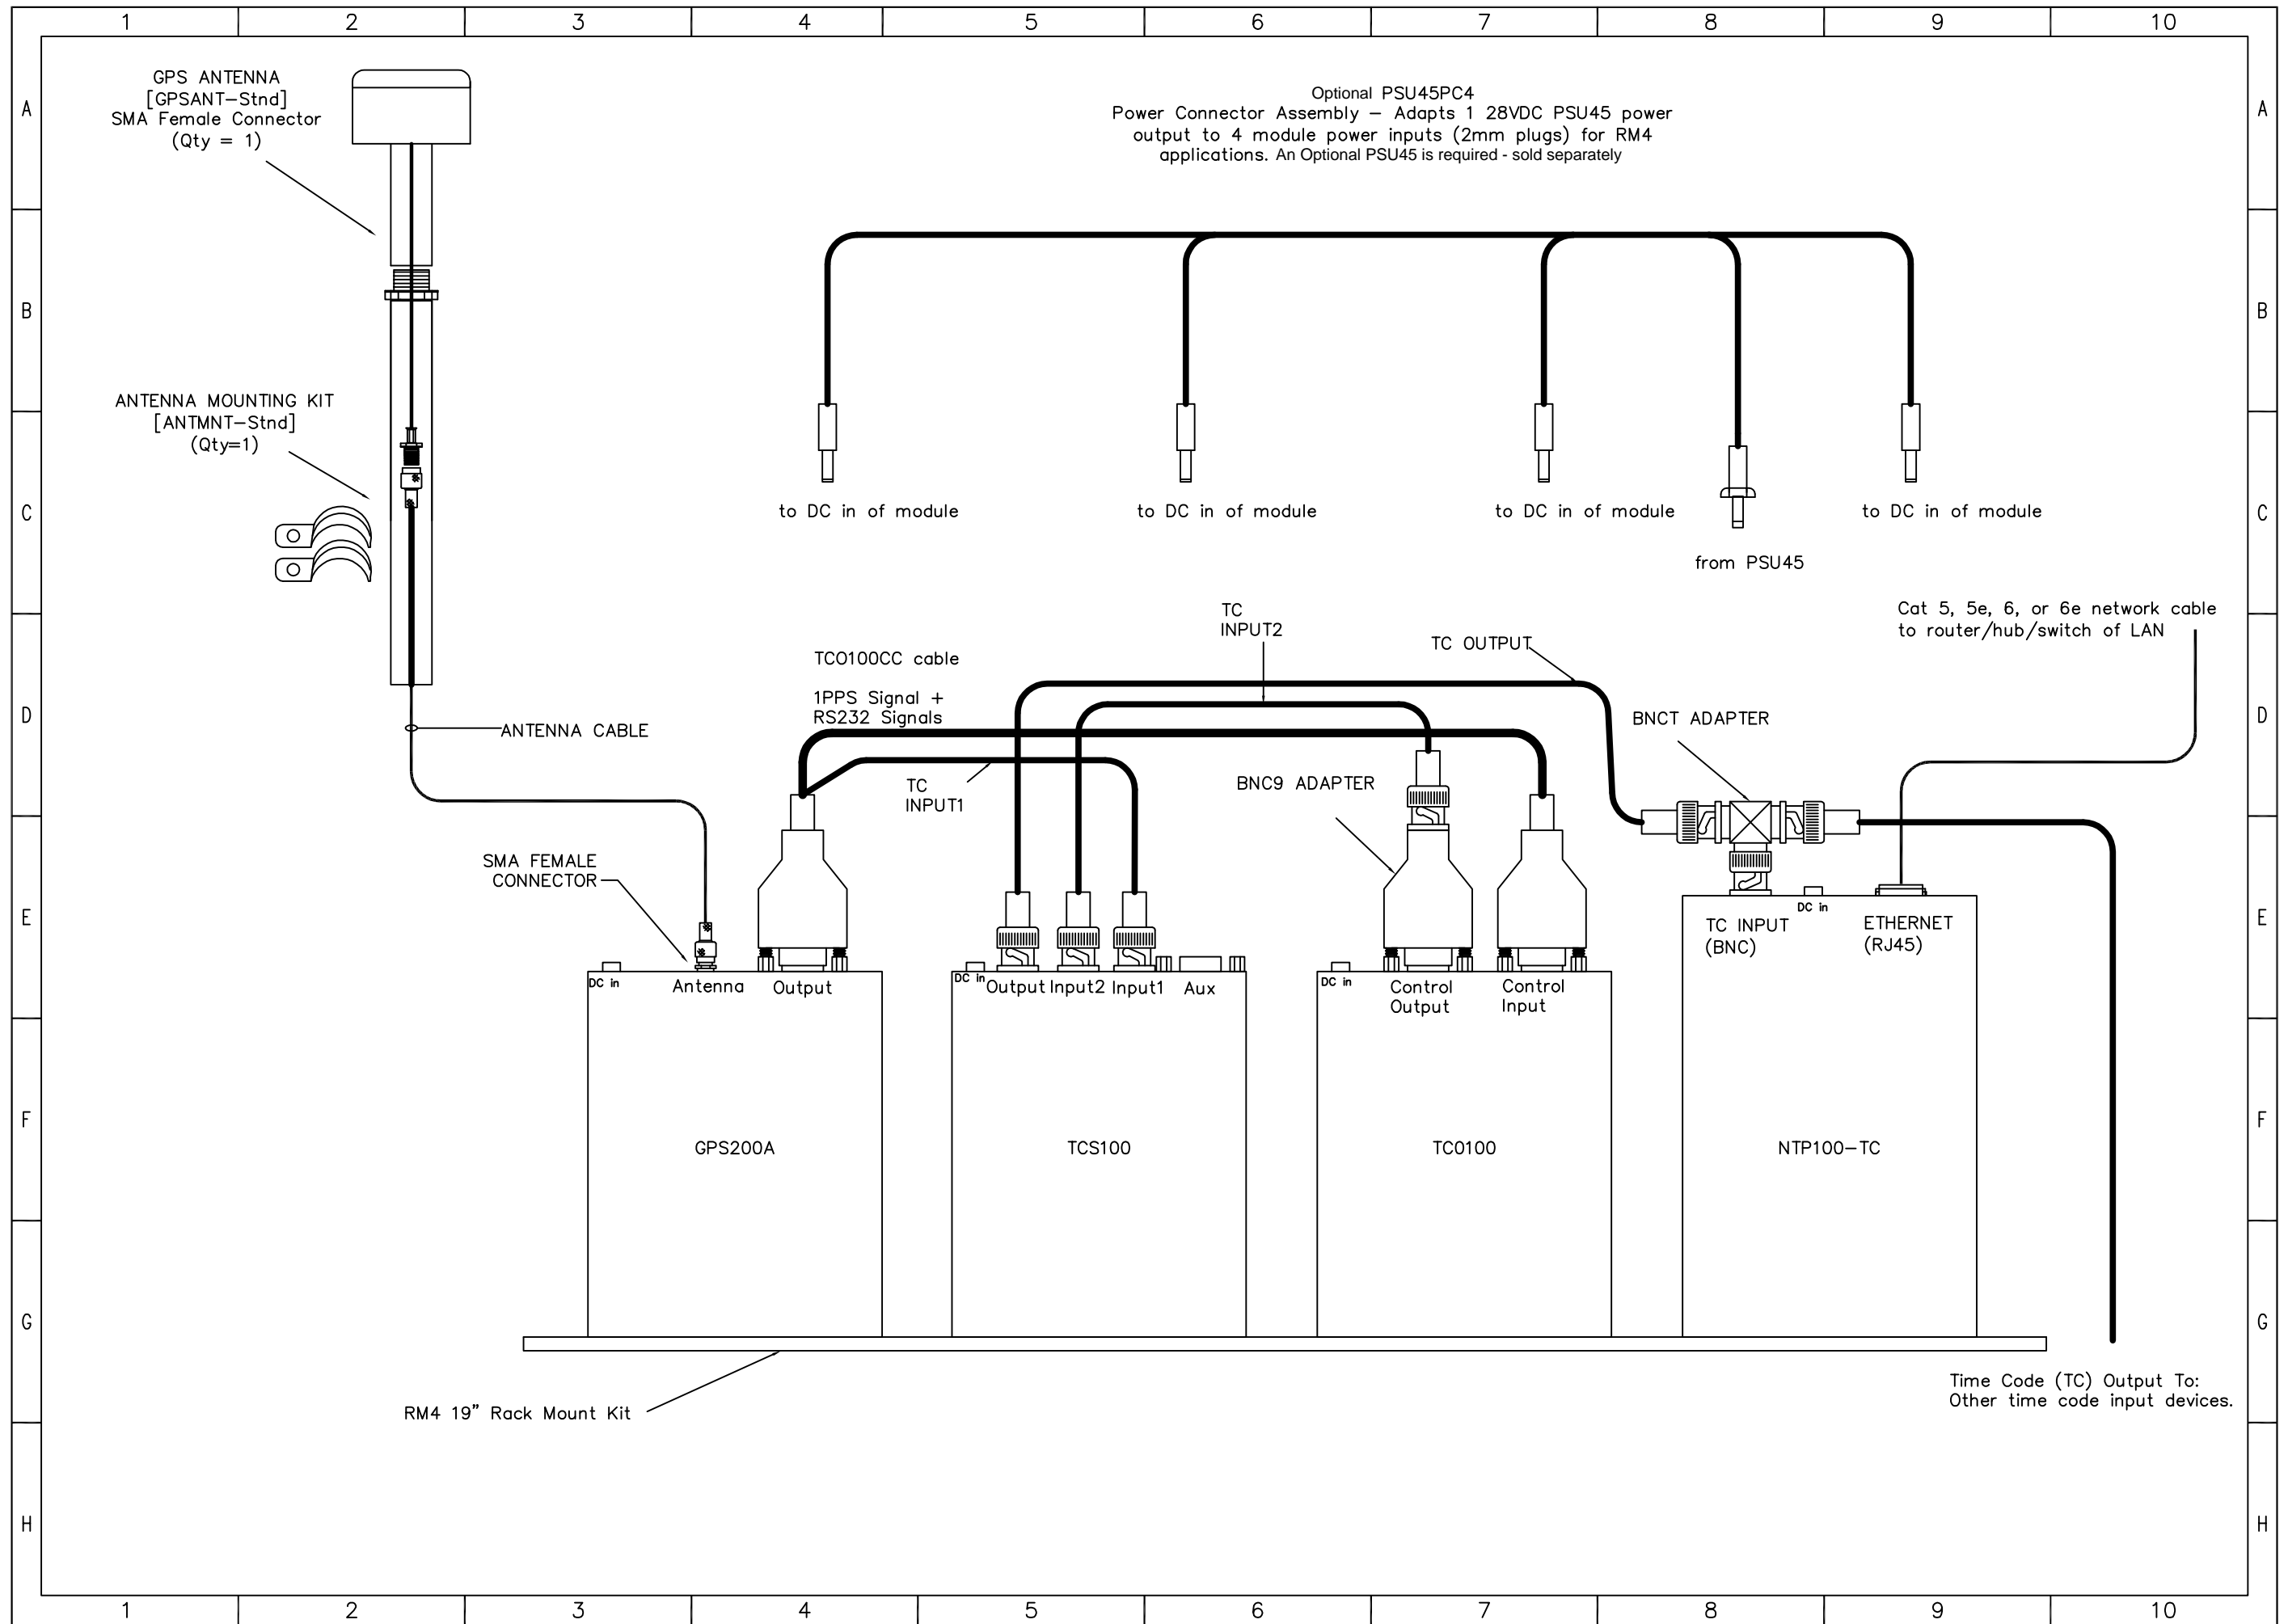 1 2 3 4 5 6 7 8 9 10
A
A
GPS ANTENNA
[GPSANT-Stnd]
SMA Female Connector
(Qty = 1)
Optional PSU45PC4
Power Connector Assembly - Adapts 1 28VDC PSU45 power
output to 4 module power inputs (2mm plugs) for RM4
applications. An Optional PSU45 is required - sold separately
B
B
ANTENNA MOUNTING KIT
[ANTMNT-Stnd]
(Qty=1)
C
C
to DC in of module
to DC in of module
to DC in of module
to DC in of module
from PSU45
Cat 5, 5e, 6, or 6e network cable
to router/hub/switch of LAN
TC
INPUT2
TC OUTPUT
TCO100CC cable
1PPS Signal +
RS232 Signals
D
D
ANTENNA CABLE
BNCT ADAPTER
TC
INPUT1
BNC9 ADAPTER
SMA FEMALE
CONNECTOR
E
E
DC in
Antenna
Output
DC in
Output
Input2
Input1
Aux
DC in
Control
Output
Control
Input
TC INPUT
(BNC)
DC in
ETHERNET
(RJ45)
F
F
GPS200A
TCS100
TCO100
NTP100-TC
G
G
RM4 19" Rack Mount Kit
Time Code (TC) Output To:
Other time code input devices.
H
H
1 2 3 4 5 6 7 8 9 10